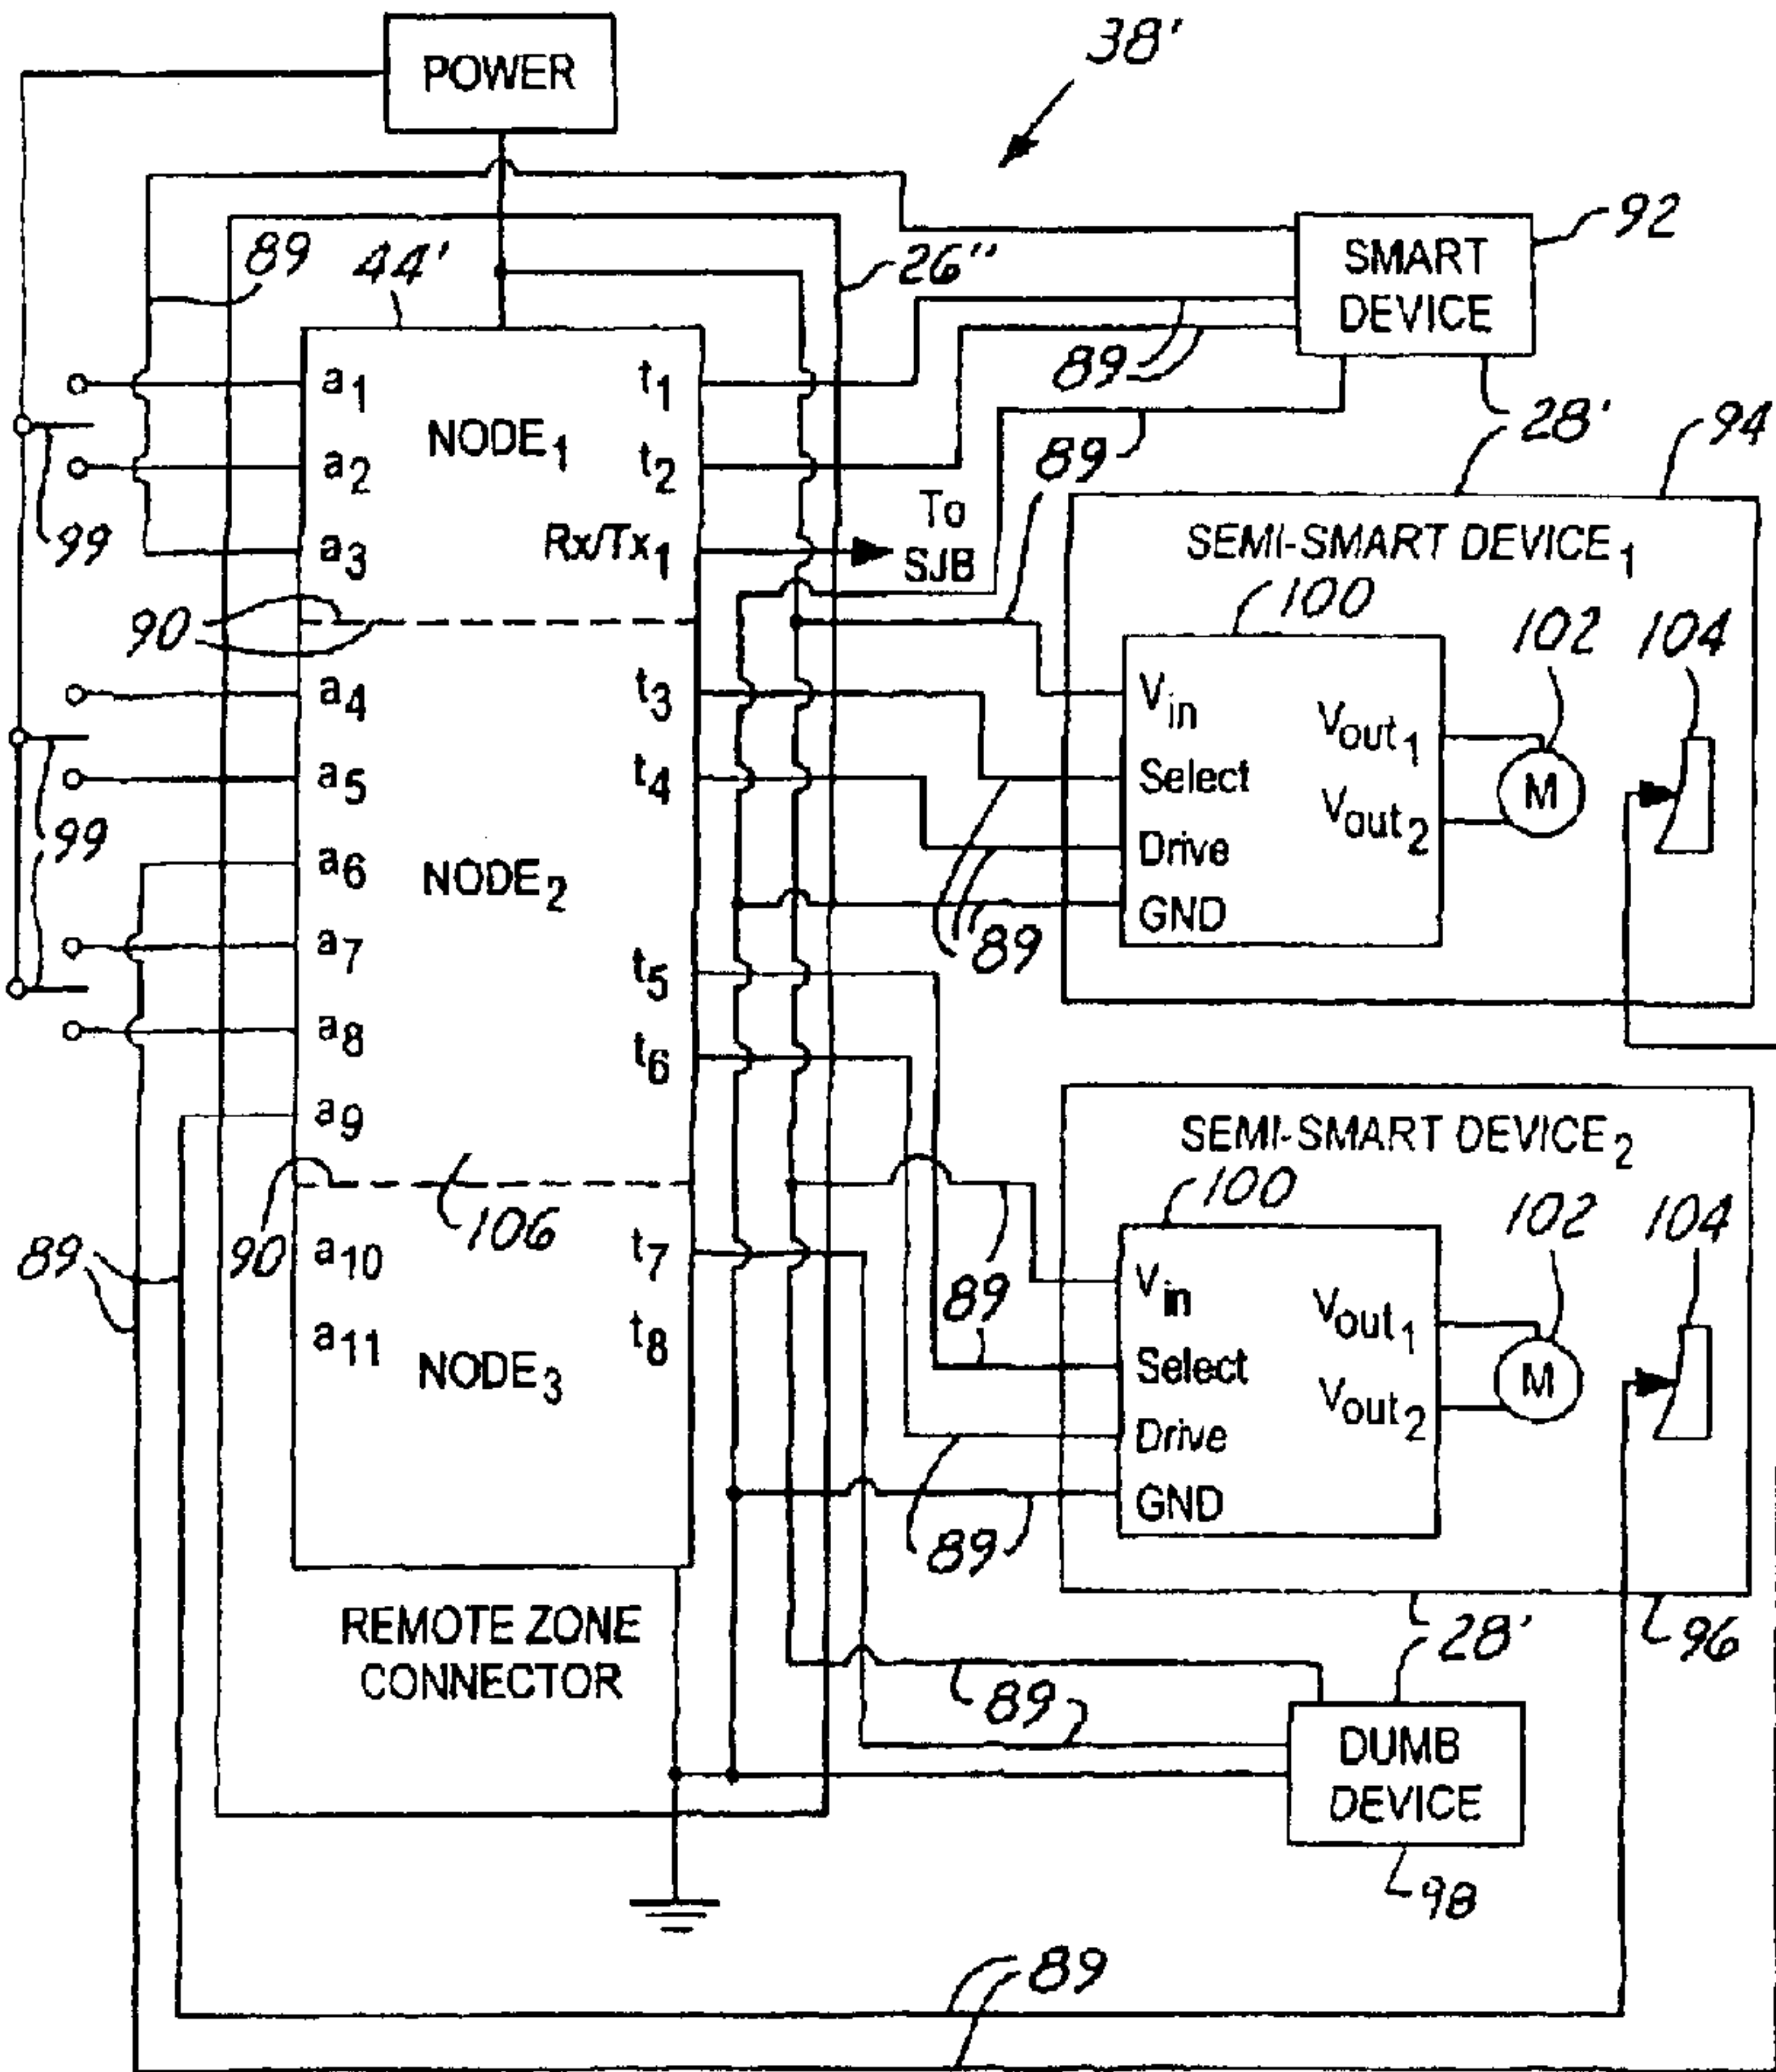 38'
POWER
92
89
44'
26"
SMART
DEVICE
a1
t1
89
NODE1
28'
94
a2
t2
89
To
SJB
99
a3
Rx/Tx1
SEMI-SMART DEVICE1
89
100
102
104
90
a4
t3
Vin
Vout1
a5
t4
Select
M
99
Vout2
Drive
a6
NODE2
GND
a7
89
t5
a8
t6
a9
SEMI-SMART DEVICE2
100
102
104
90
106
89
89
a10
t7
Vin
89
Vout1
a11
t8
Select
M
NODE3
Vout2
Drive
GND
89
REMOTE ZONE
CONNECTOR
28'
96
89
DUMB
DEVICE
98
89